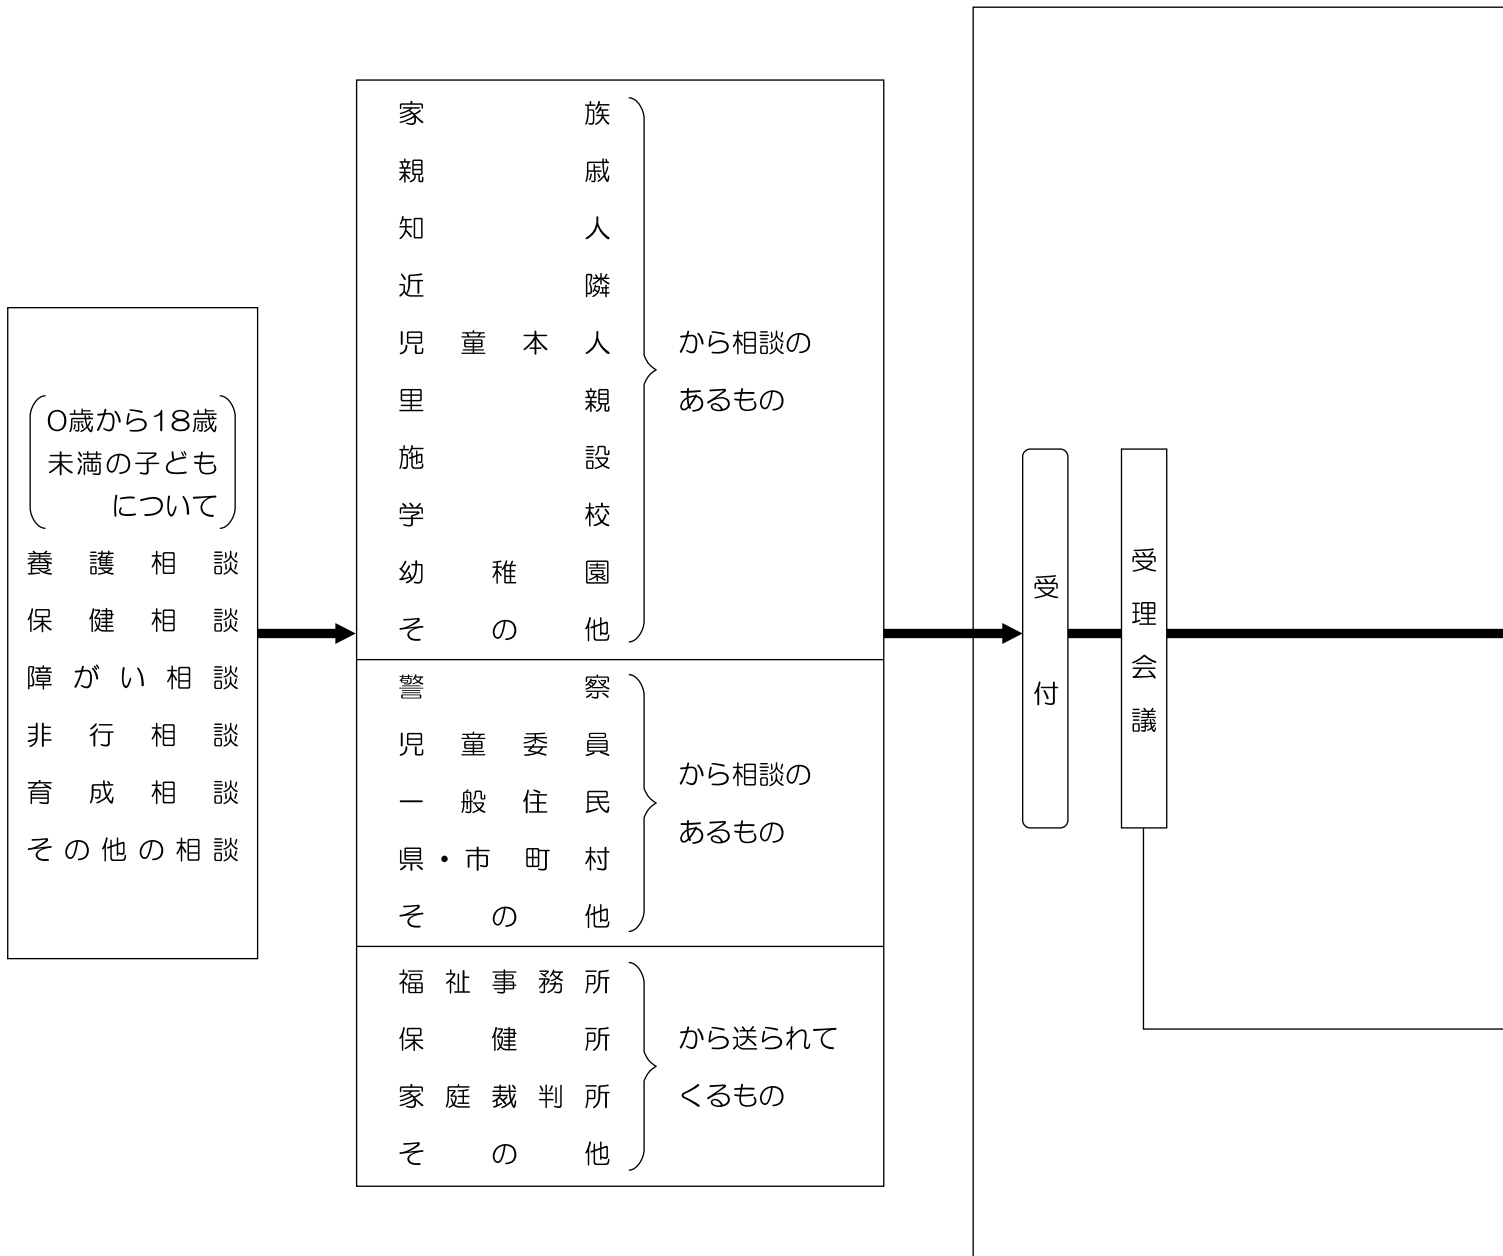 0歳から18歳
未満の子ども
について
養護相談
保健相談
障がい相談
非行相談
育成相談
その他の相談
家族
親戚
知人
近隣
児童本人
里親
施設
学校
幼稚園
その他
から相談の
あるもの
警察
児童委員
一般住民
県・市町村
その他
から相談の
あるもの
福祉事務所
保健所
家庭裁判所
その他
から送られて
くるもの
受付
受理会議